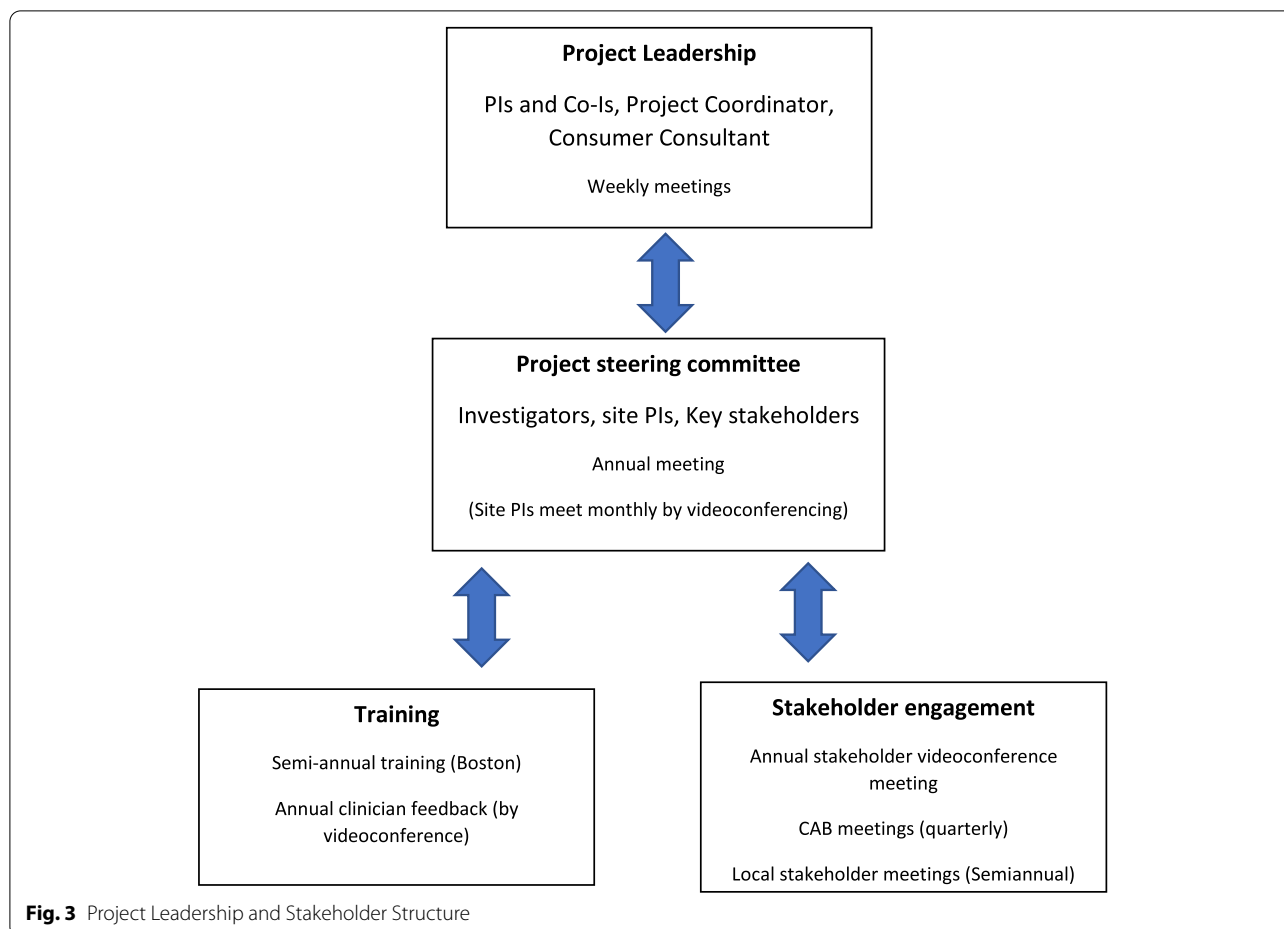 Project Leadership
PIs and Co-Is, Project Coordinator,
Consumer Consultant
Weekly meetings
Project steering committee
Investigators, site PIs, Key stakeholders
Annual meeting
(Site PIs meet monthly by videoconferencing)
Training
Semi-annual training (Boston)
Annual clinician feedback (by
videoconference)
Stakeholder engagement
Annual stakeholder videoconference
meeting
CAB meetings (quarterly)
Local stakeholder meetings (Semiannual)
Fig. 3 Project Leadership and Stakeholder Structure